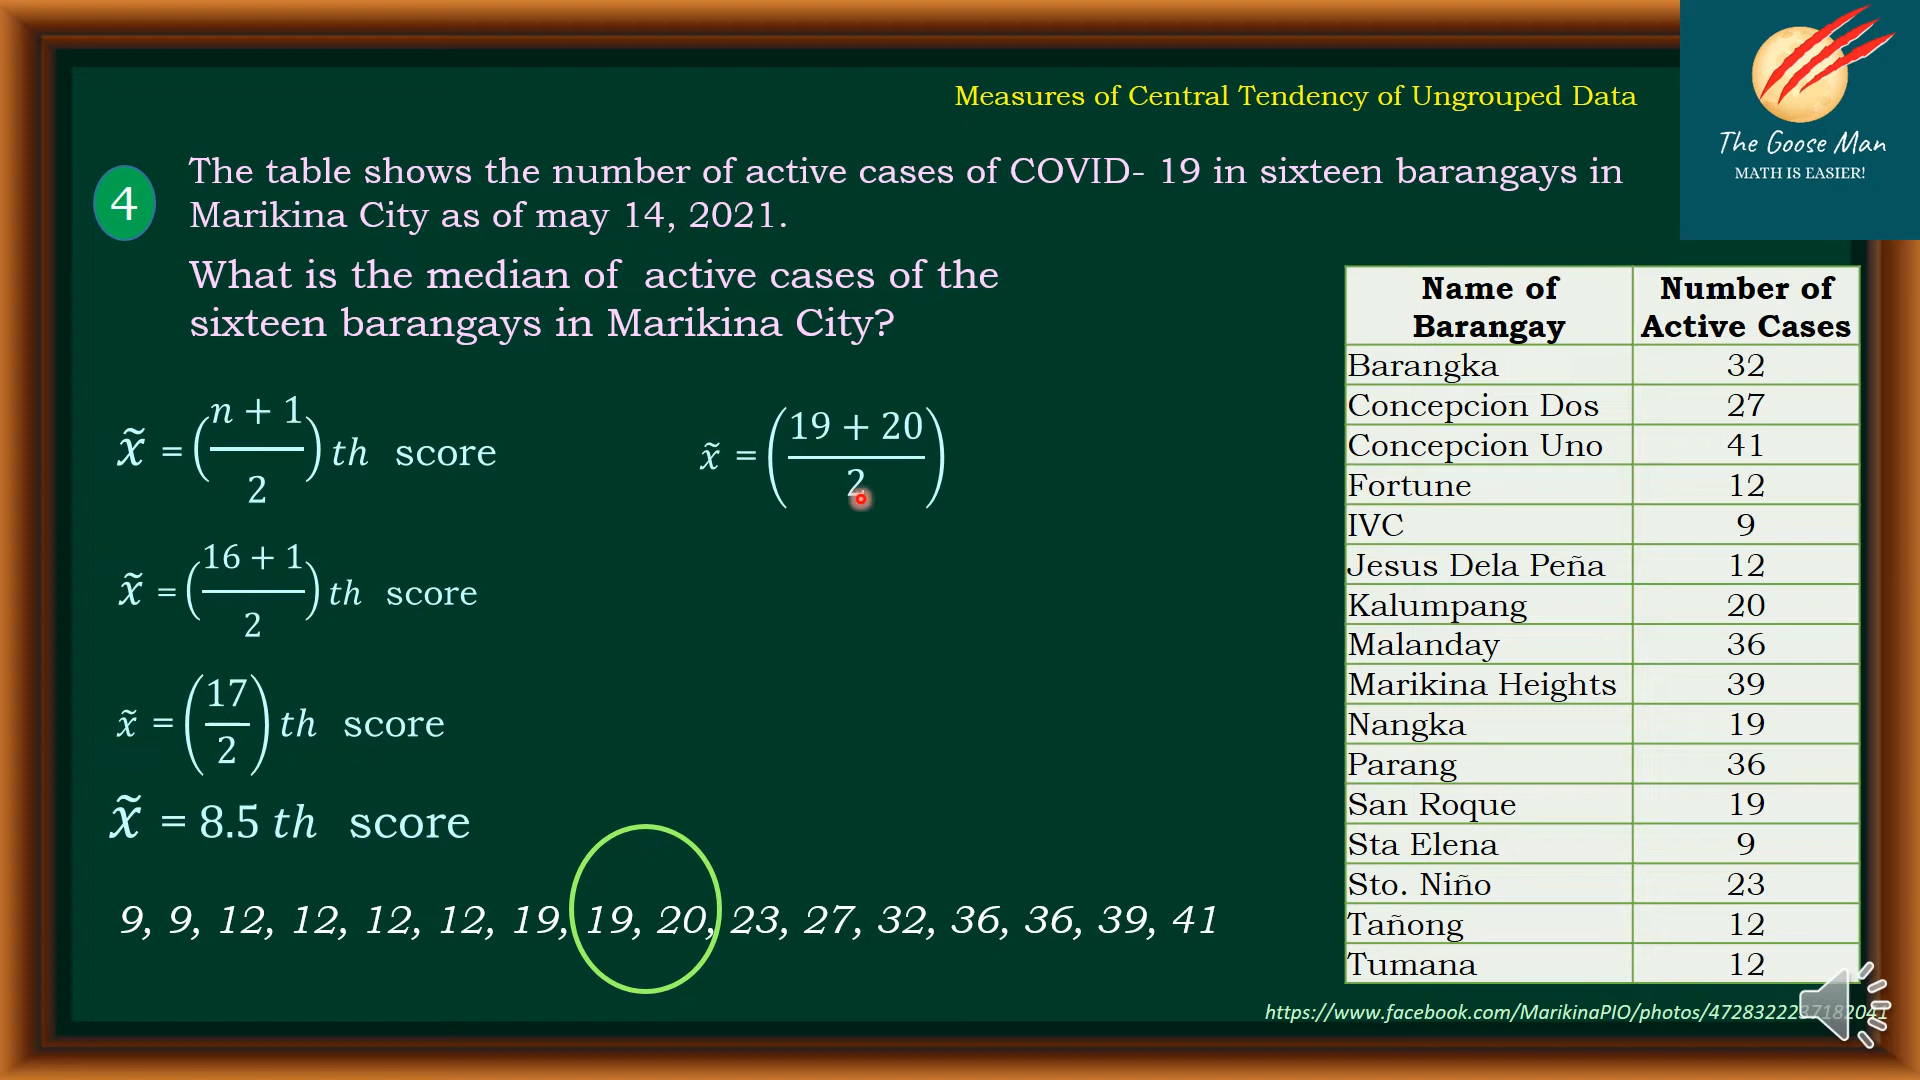 Measures of Central Tendency of Ungrouped Data
The Goose Man
MATH IS EASIER!
4
The table shows the number of active cases of COVID- 19 in sixteen barangays in
Marikina City as of may 14, 2021.
What is the median of active cases of the
sixteen barangays in Marikina City?
x̃ = ((n + 1)/2) th score
x̃ = ((16 + 1)/2) th score
x̃ = (17/2) th score
x̃ = 8.5 th score
x̃ = ((19 + 20)/2)
9, 9, 12, 12, 12, 12, 19, 19, 20, 23, 27, 32, 36, 36, 39, 41
Name of Barangay Number of Active Cases
Barangka 32
Concepcion Dos 27
Concepcion Uno 41
Fortune 12
IVC 9
Jesus Dela Peña 12
Kalumpang 20
Malanday 36
Marikina Heights 39
Nangka 19
Parang 36
San Roque 19
Sta Elena 9
Sto. Niño 23
Tañong 12
Tumana 12
https://www.facebook.com/MarikinaPIO/photos/4728322237182041